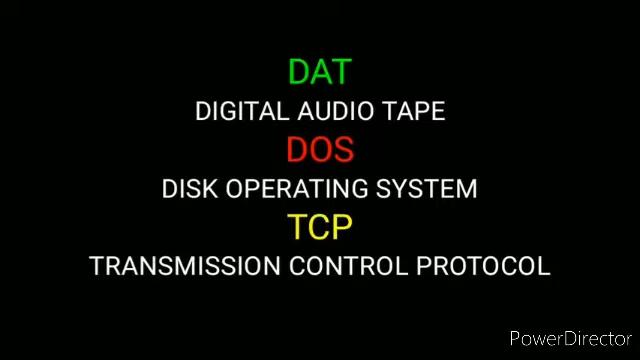 DAT
DIGITAL AUDIO TAPE
DOS
DISK OPERATING SYSTEM
TCP
TRANSMISSION CONTROL PROTOCOL
PowerDirector